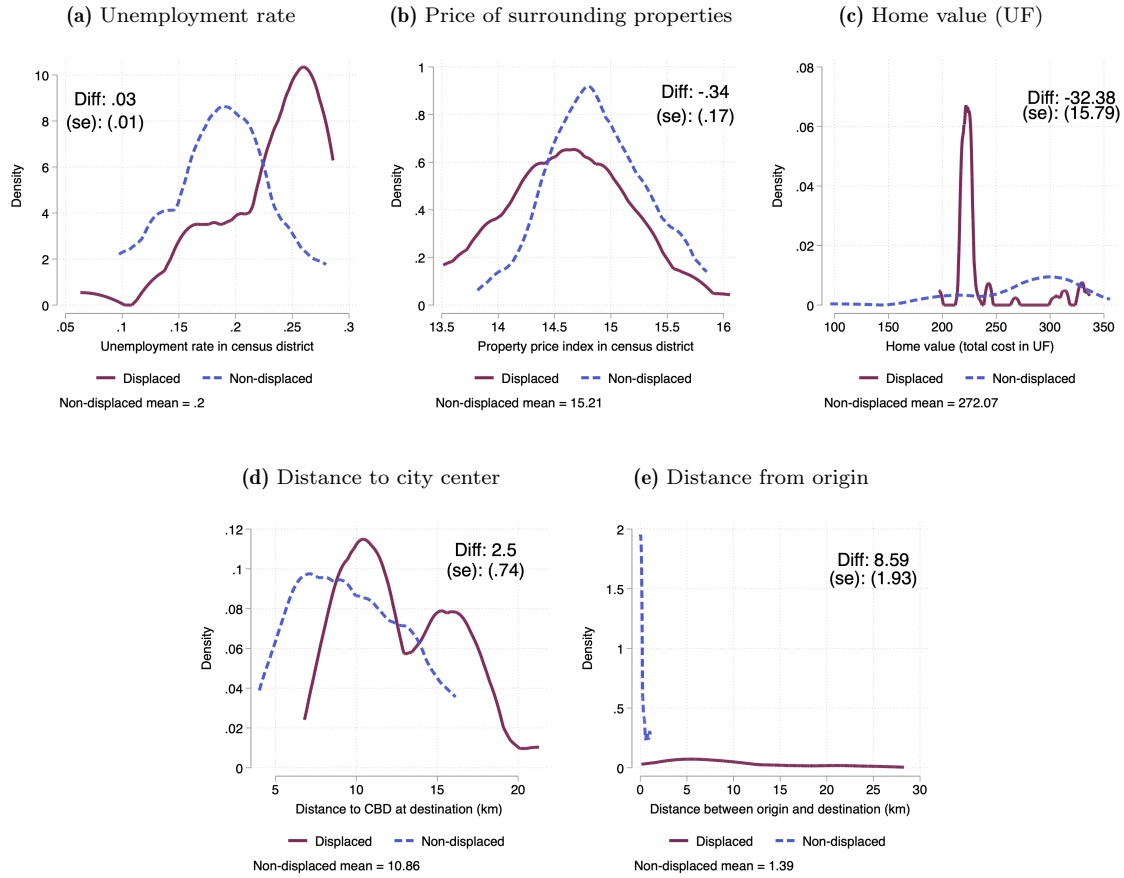 (a) Unemployment rate
10
8
6
4
2
0
Density
Diff: .03
(se): (.01)
.05 .1 .15 .2 .25 .3
Unemployment rate in census district
Displaced Non-displaced
Non-displaced mean = .2
(b) Price of surrounding properties
1
.8
.6
.4
.2
0
Density
Diff: -.34
(se): (.17)
13.5 14 14.5 15 15.5 16
Property price index in census district
Displaced Non-displaced
Non-displaced mean = 15.21
(c) Home value (UF)
.08
.06
.04
.02
0
Density
Diff: -32.38
(se): (15.79)
100 150 200 250 300 350
Home value (total cost in UF)
Displaced Non-displaced
Non-displaced mean = 272.07
(d) Distance to city center
.12
.1
.08
.06
.04
.02
0
Density
Diff: 2.5
(se): (.74)
5 10 15 20
Distance to CBD at destination (km)
Displaced Non-displaced
Non-displaced mean = 10.86
(e) Distance from origin
2
1.5
1
.5
0
Density
Diff: 8.59
(se): (1.93)
0 5 10 15 20 25 30
Distance between origin and destination (km)
Displaced Non-displaced
Non-displaced mean = 1.39